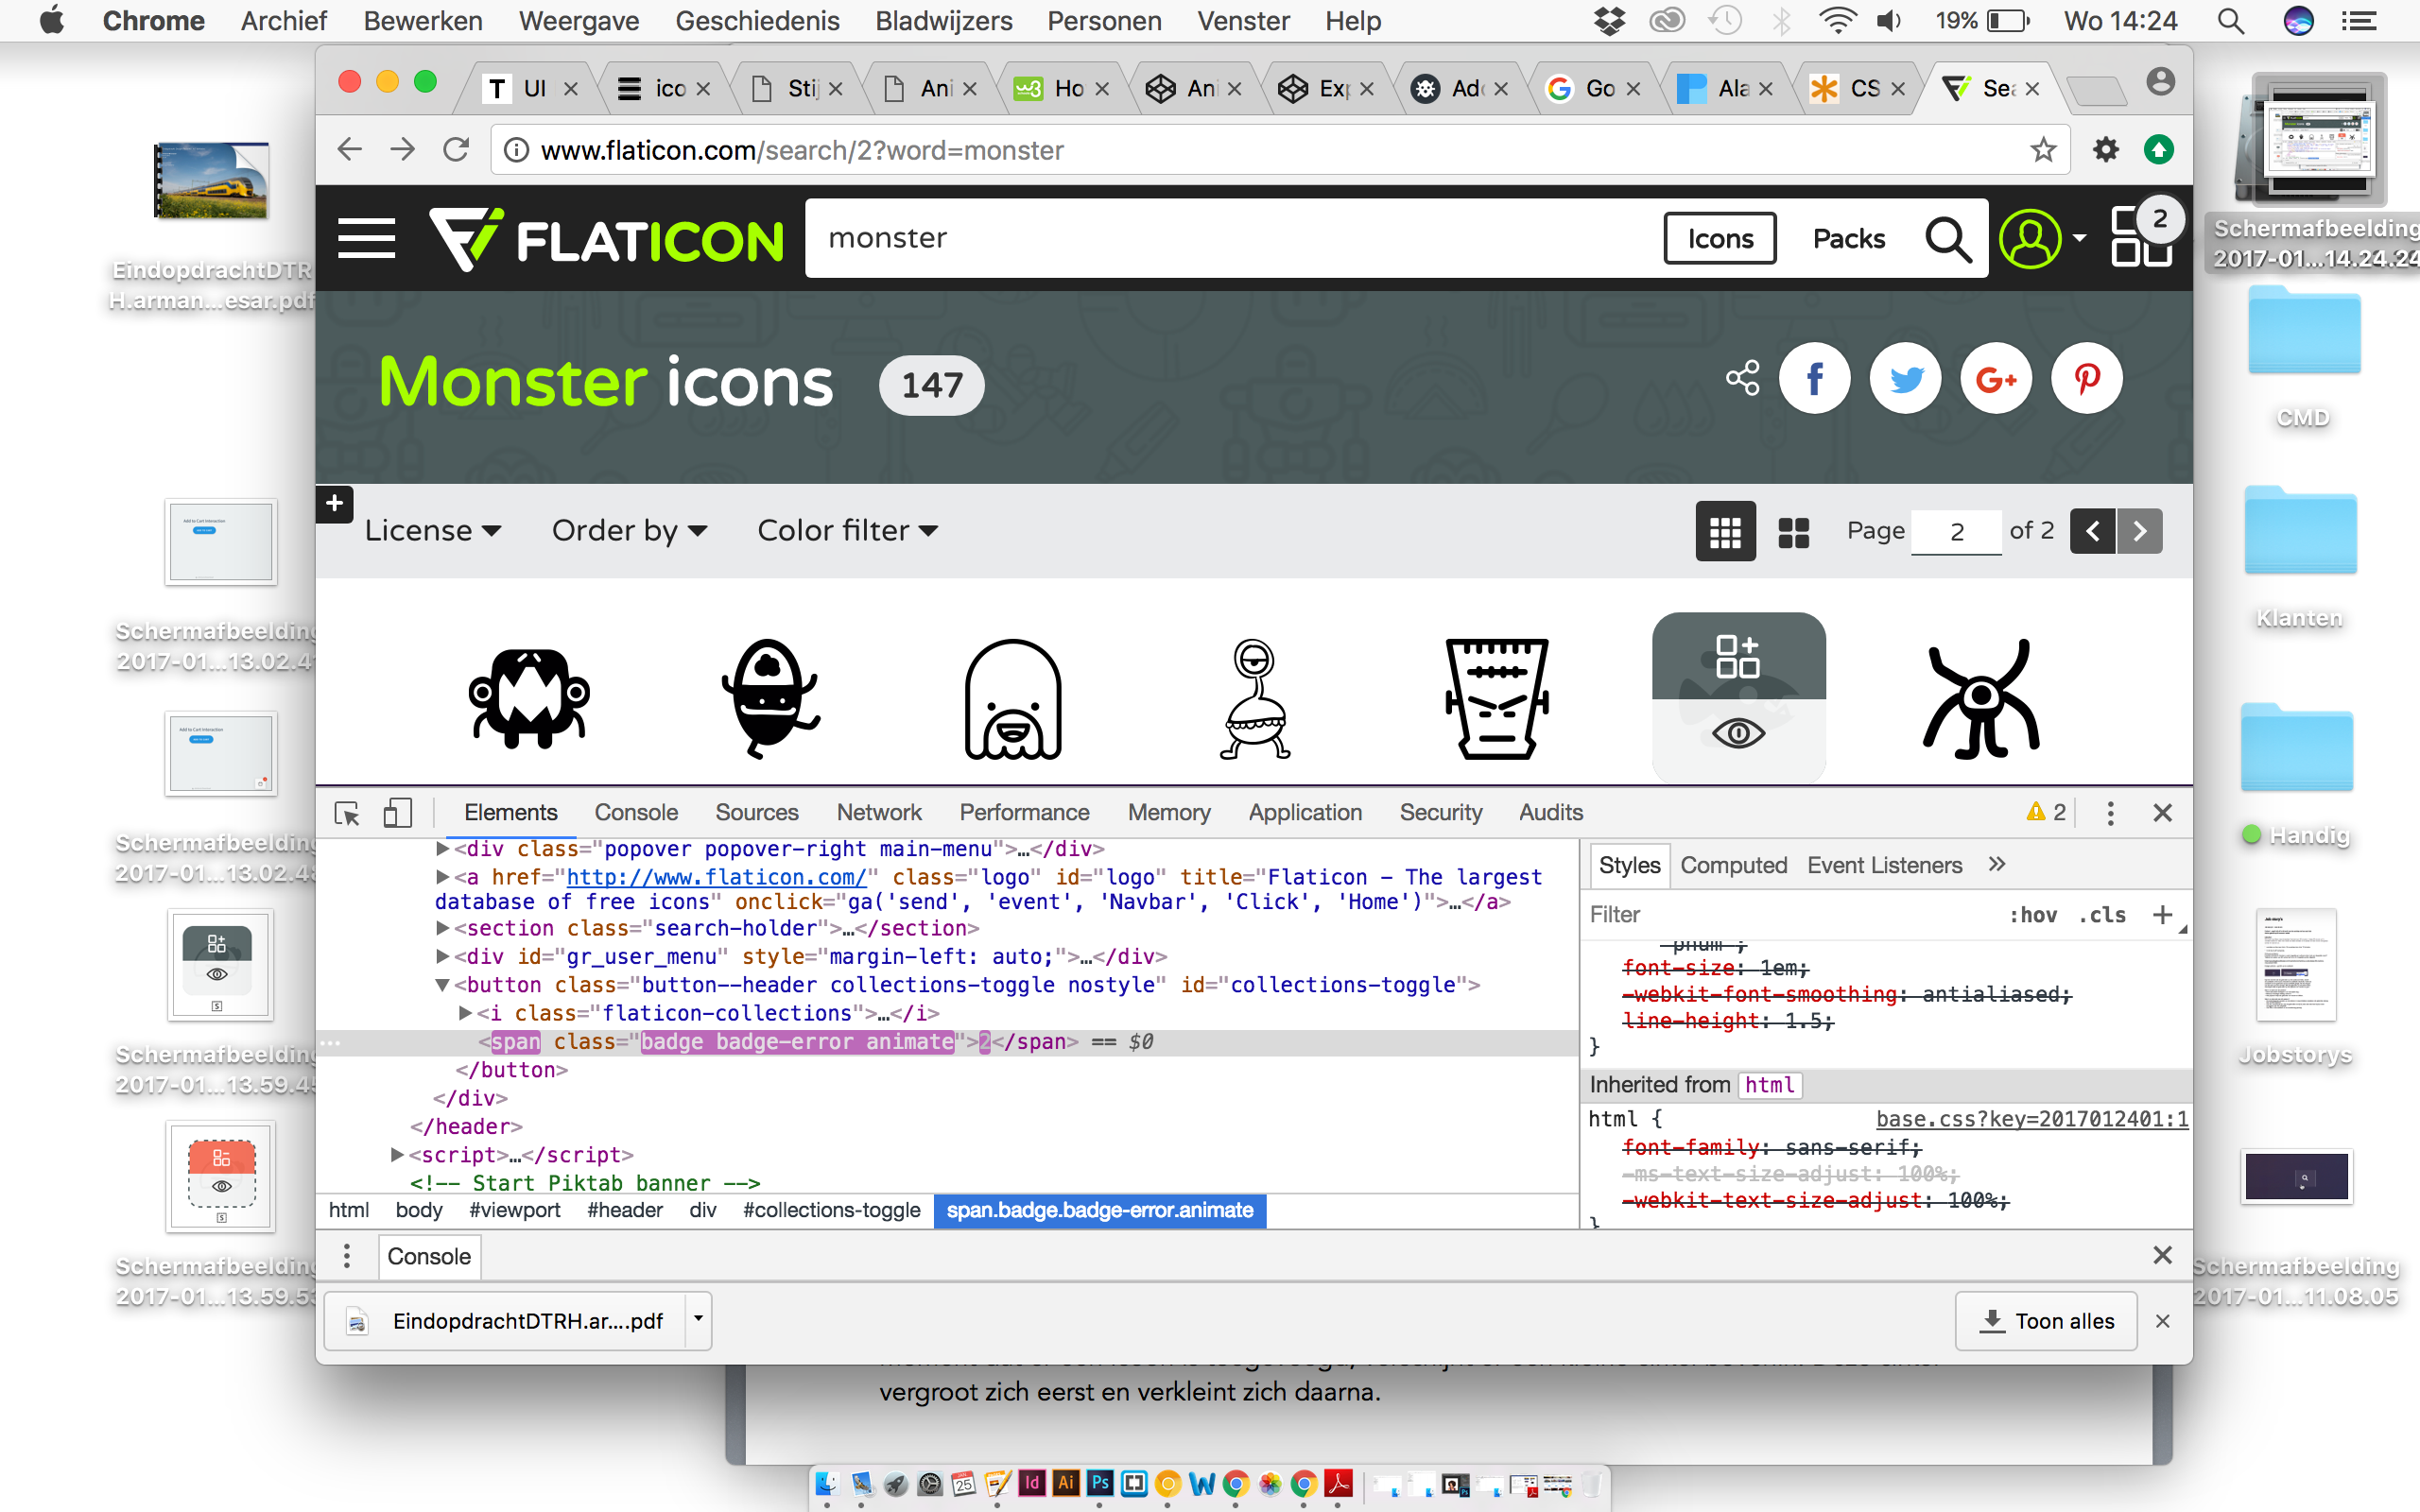 Chrome Archief Bewerken Weergave Geschiedenis Bladwijzers Personen Venster Help 19% Wo 14:24
UI ico Sti Ani Ho Ani Exp Ad Go Ala CS Sea
www.flaticon.com/search/2?word=monster
FLATICON monster Icons Packs 2
Monster icons 147
License Order by Color filter Page 2 of 2
Elements Console Sources Network Performance Memory Application Security Audits 2
<div class="popover popover-right main-menu">…</div>
<a href="http://www.flaticon.com/" class="logo" id="logo" title="Flaticon - The largest
database of free icons" onclick="ga('send', 'event', 'Navbar', 'Click', 'Home')">…</a>
<section class="search-holder">…</section>
<div id="gr_user_menu" style="margin-left: auto;">…</div>
<button class="button--header collections-toggle nostyle" id="collections-toggle">
<i class="flaticon-collections">…</i>
<span class="badge badge-error animate">2</span> == $0
</button>
</div>
</header>
<script>…</script>
<!-- Start Piktab banner -->
html body #viewport #header div #collections-toggle span.badge.badge-error.animate
Styles Computed Event Listeners »
Filter :hov .cls +
font-size: 1em;
-webkit-font-smoothing: antialiased;
line-height: 1.5;
}
Inherited from html
html { base.css?key=2017012401:1
font-family: sans-serif;
-ms-text-size-adjust: 100%;
-webkit-text-size-adjust: 100%;
}
Console
EindopdrachtDTRH.ar....pdf Toon alles
vergroot zich eerst en verkleint zich daarna.
EindopdrachtDTR
H.arman...esar.pdf
Schermafbeelding
2017-01...13.02.41
Schermafbeelding
2017-01...13.02.48
Schermafbeelding
2017-01...13.59.45
Schermafbeelding
2017-01...13.59.53
Schermafbeelding
2017-01...14.24.24
CMD
Klanten
Handig
Jobstorys
Schermafbeelding
2017-01...11.08.05